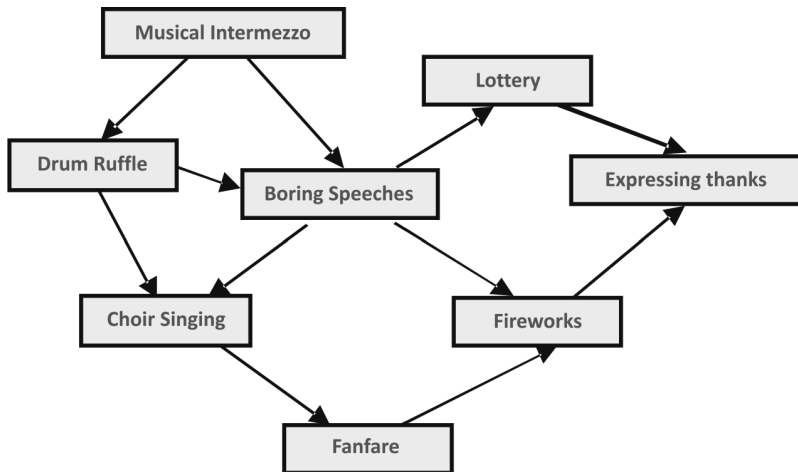 Musical Intermezzo
Lottery
Drum Ruffle
Boring Speeches
Expressing thanks
Choir Singing
Fireworks
Fanfare